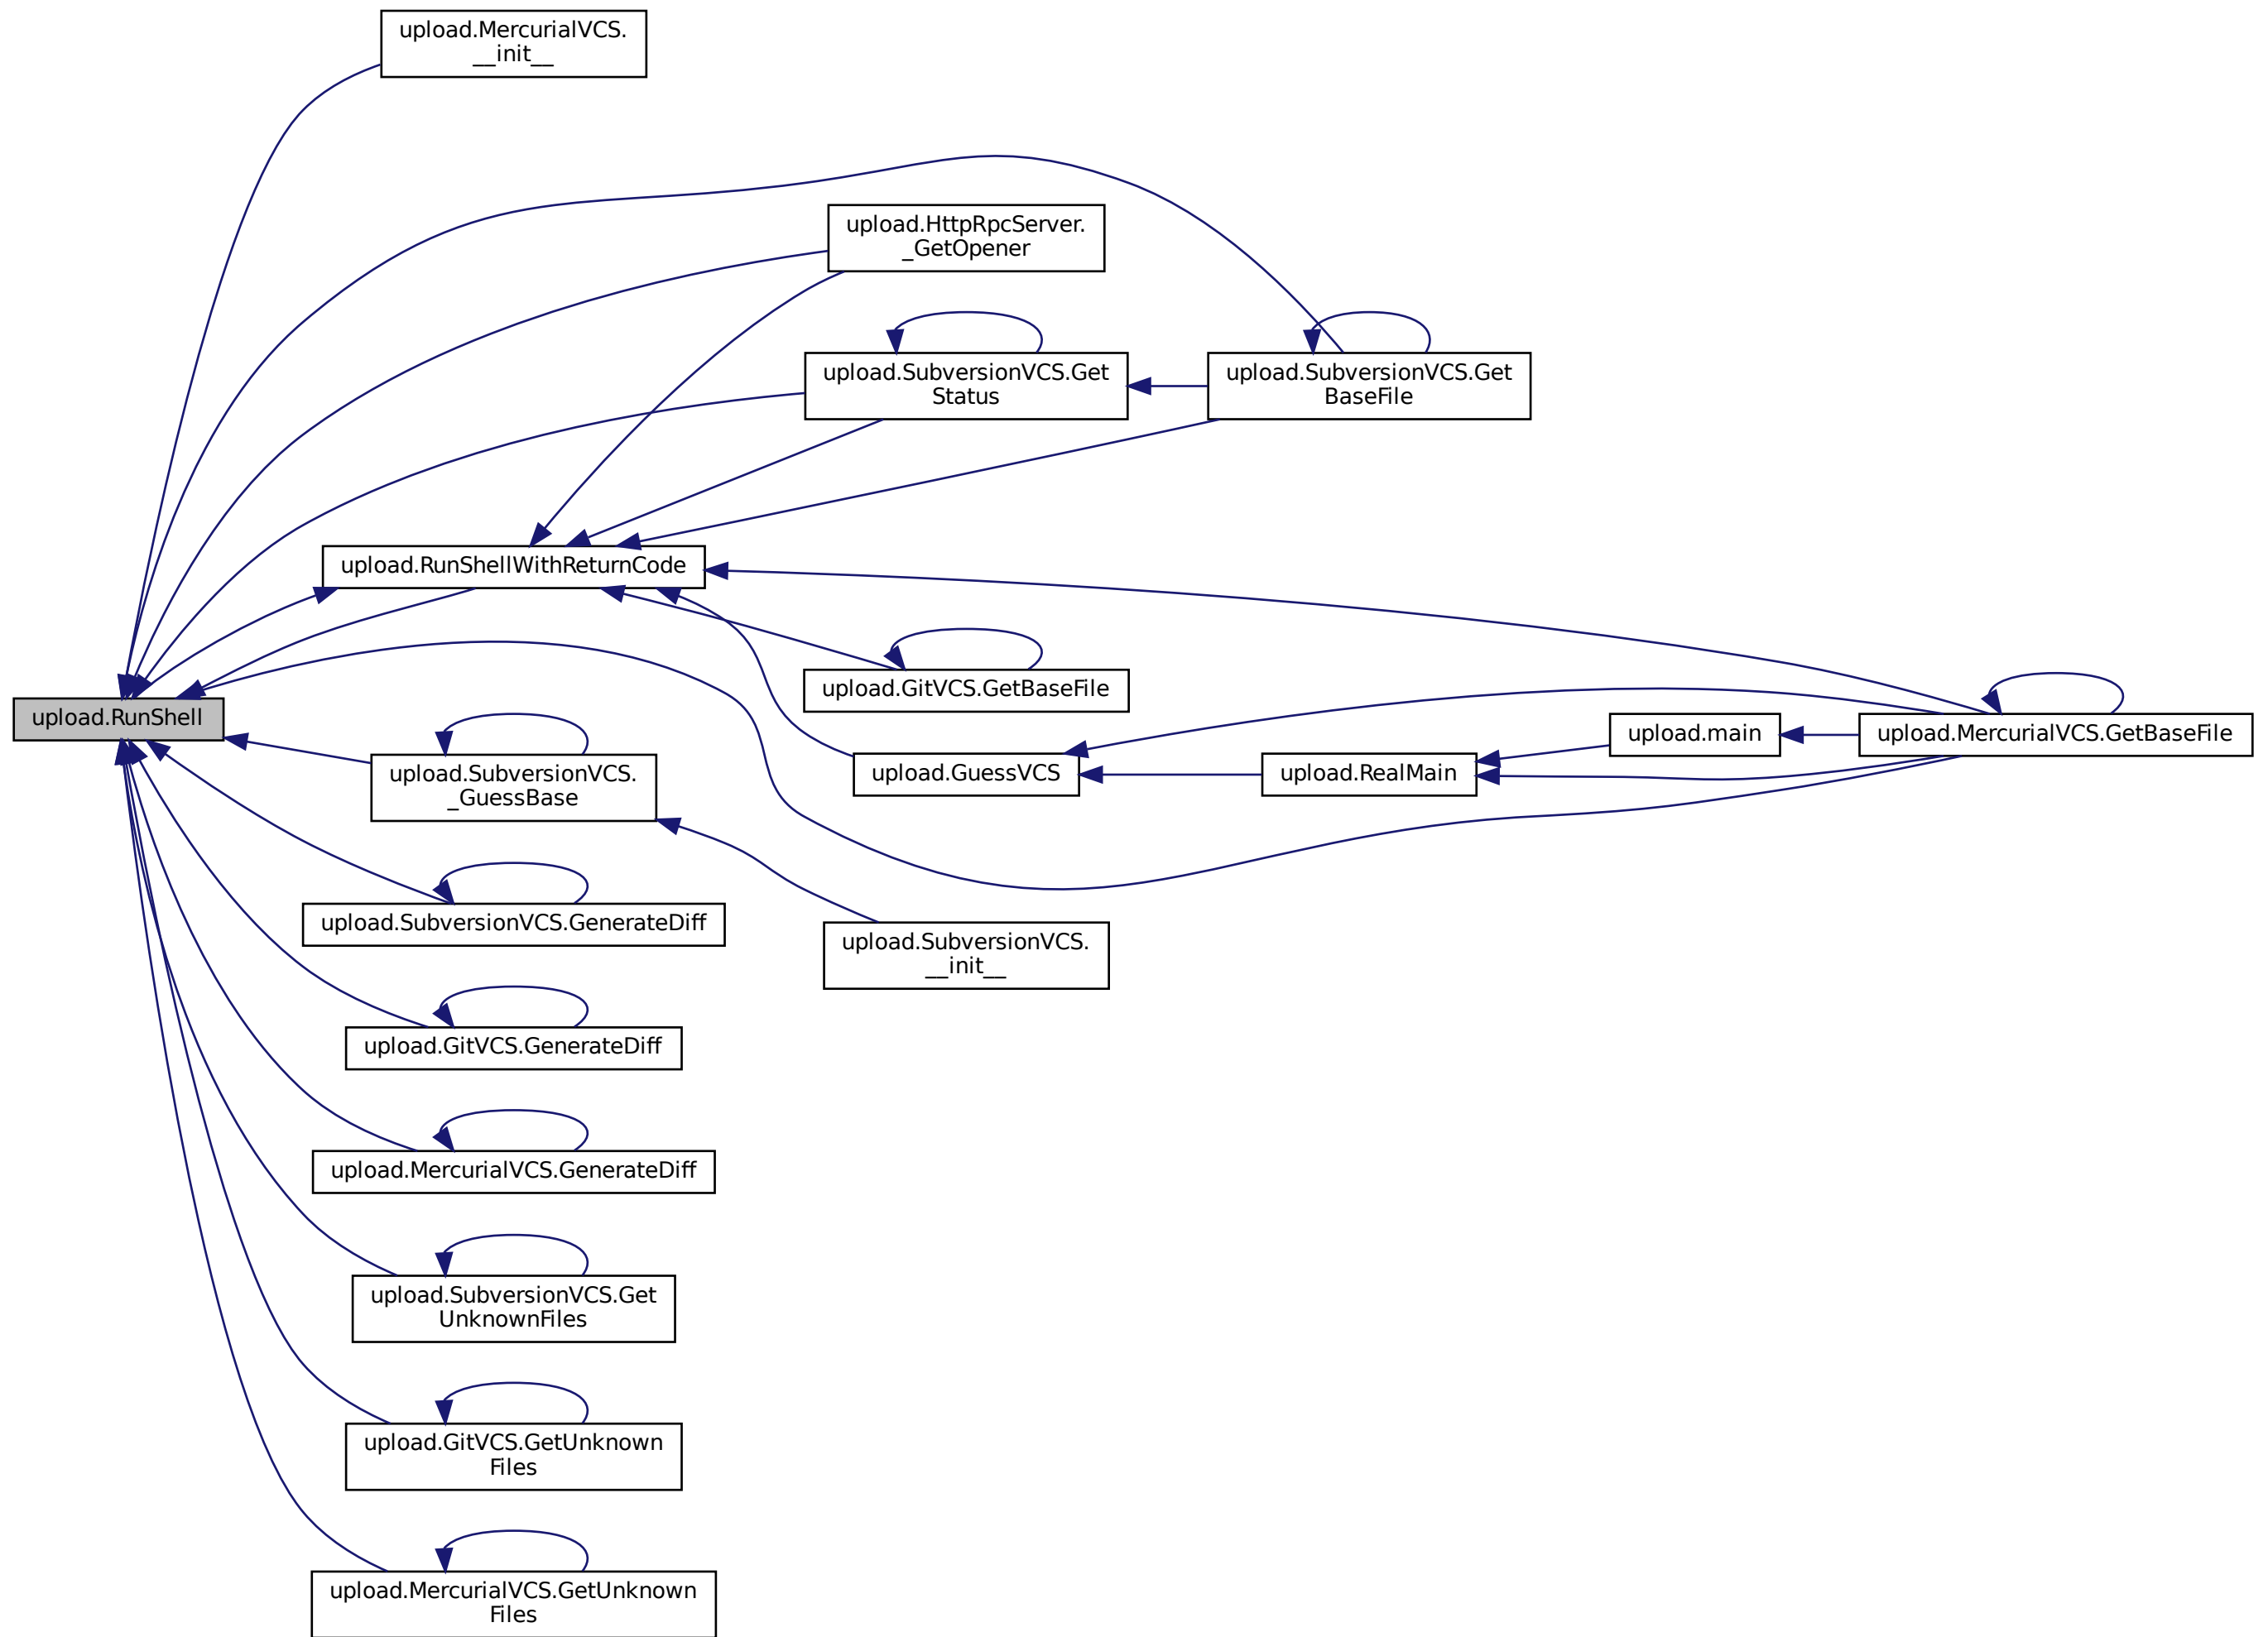 upload.MercurialVCS.
__init__
upload.HttpRpcServer.
_GetOpener
upload.SubversionVCS.Get
Status
upload.SubversionVCS.Get
BaseFile
upload.RunShellWithReturnCode
upload.GitVCS.GetBaseFile
upload.RunShell
upload.main
upload.MercurialVCS.GetBaseFile
upload.SubversionVCS.
_GuessBase
upload.GuessVCS
upload.RealMain
upload.SubversionVCS.GenerateDiff
upload.SubversionVCS.
__init__
upload.GitVCS.GenerateDiff
upload.MercurialVCS.GenerateDiff
upload.SubversionVCS.Get
UnknownFiles
upload.GitVCS.GetUnknown
Files
upload.MercurialVCS.GetUnknown
Files